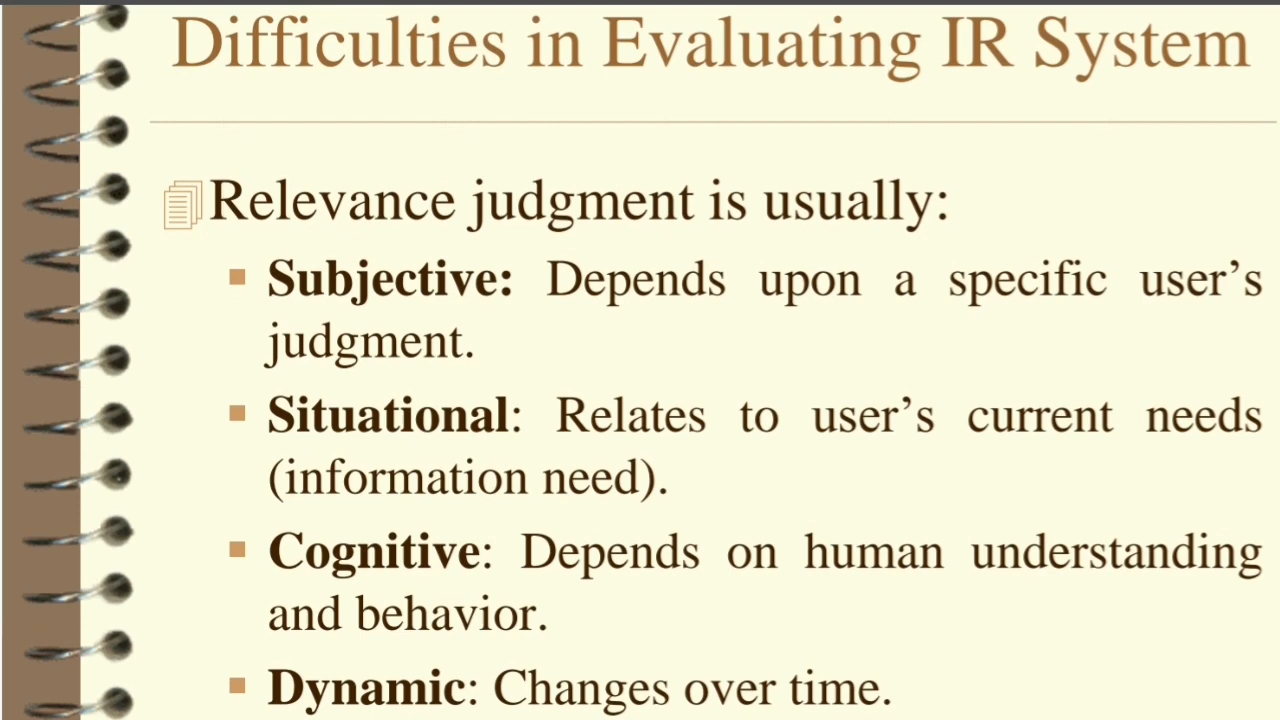 Difficulties in Evaluating IR System
Relevance judgment is usually:
Subjective: Depends upon a specific user’s
judgment.
Situational: Relates to user’s current needs
(information need).
Cognitive: Depends on human understanding
and behavior.
Dynamic: Changes over time.